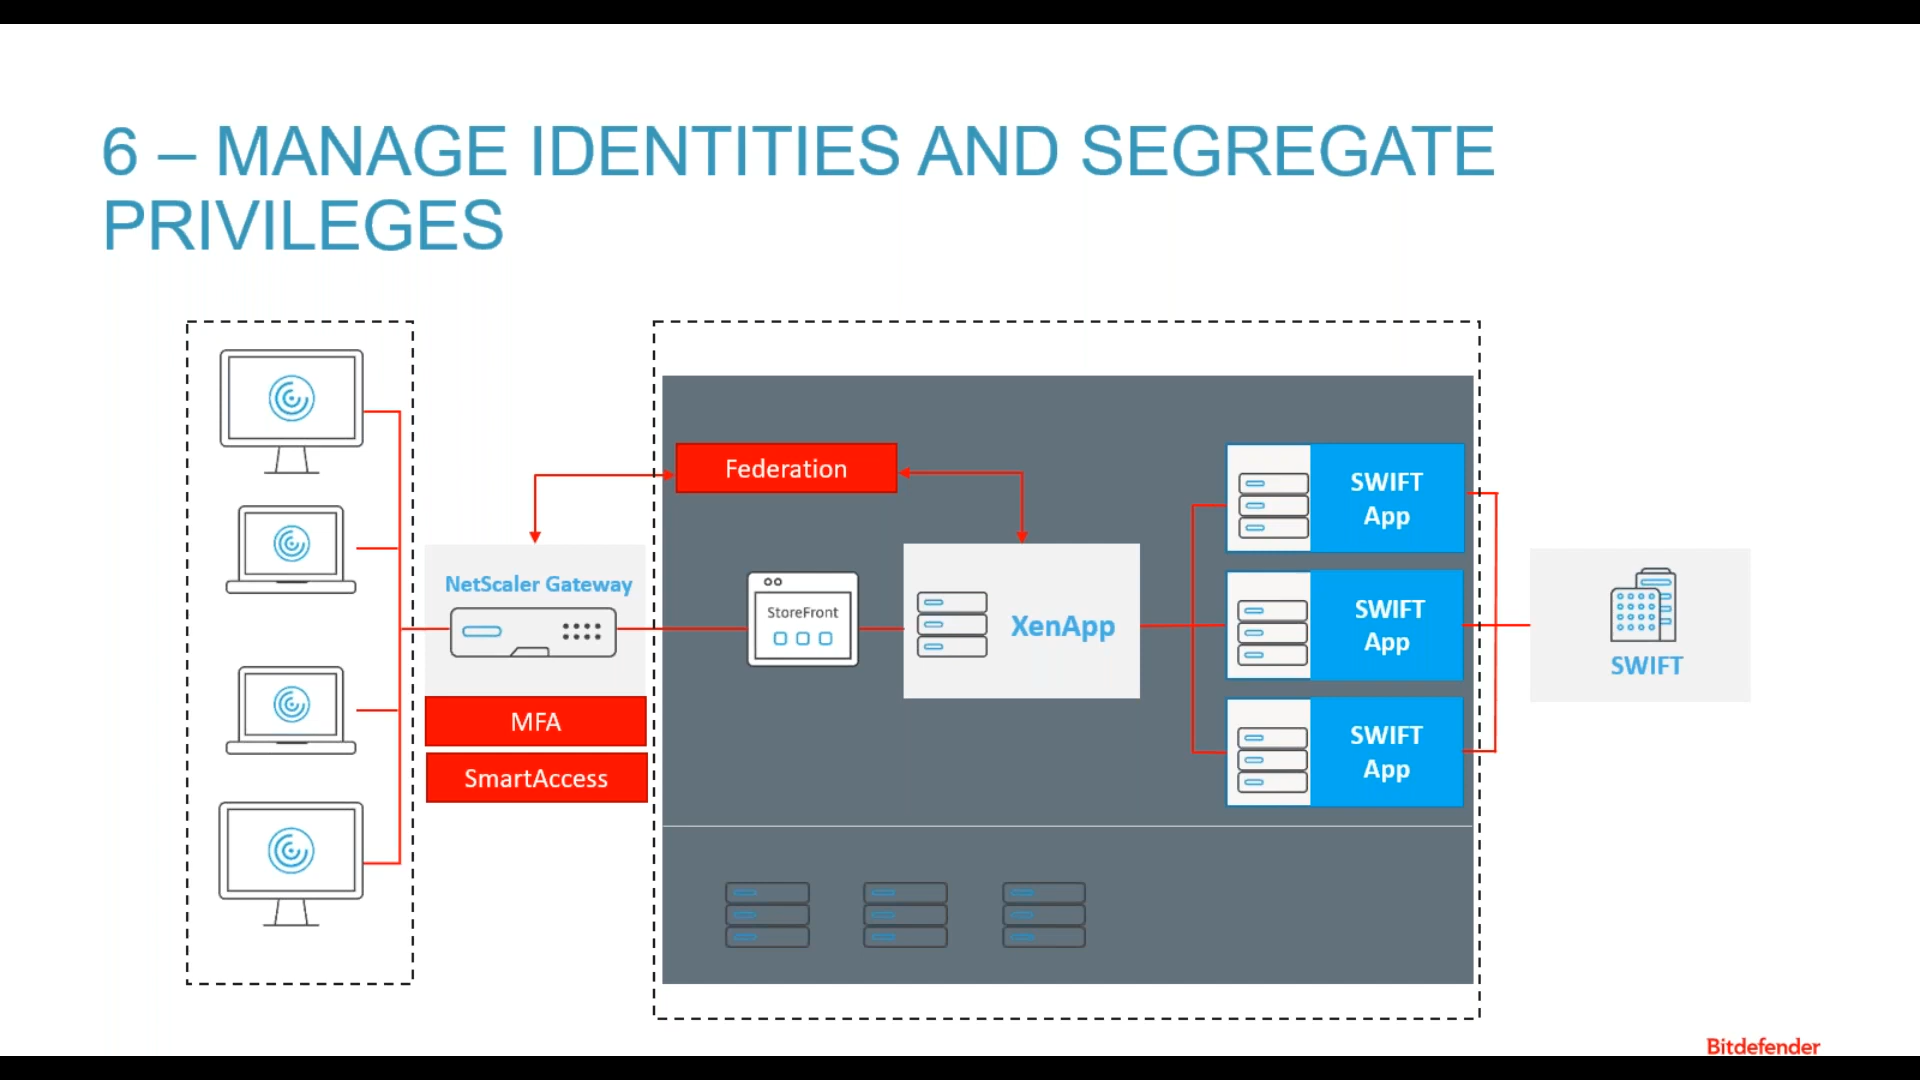 6 – MANAGE IDENTITIES AND SEGREGATE
PRIVILEGES
Federation
NetScaler Gateway
MFA
SmartAccess
StoreFront
XenApp
SWIFT
App
SWIFT
App
SWIFT
App
SWIFT
Bitdefender